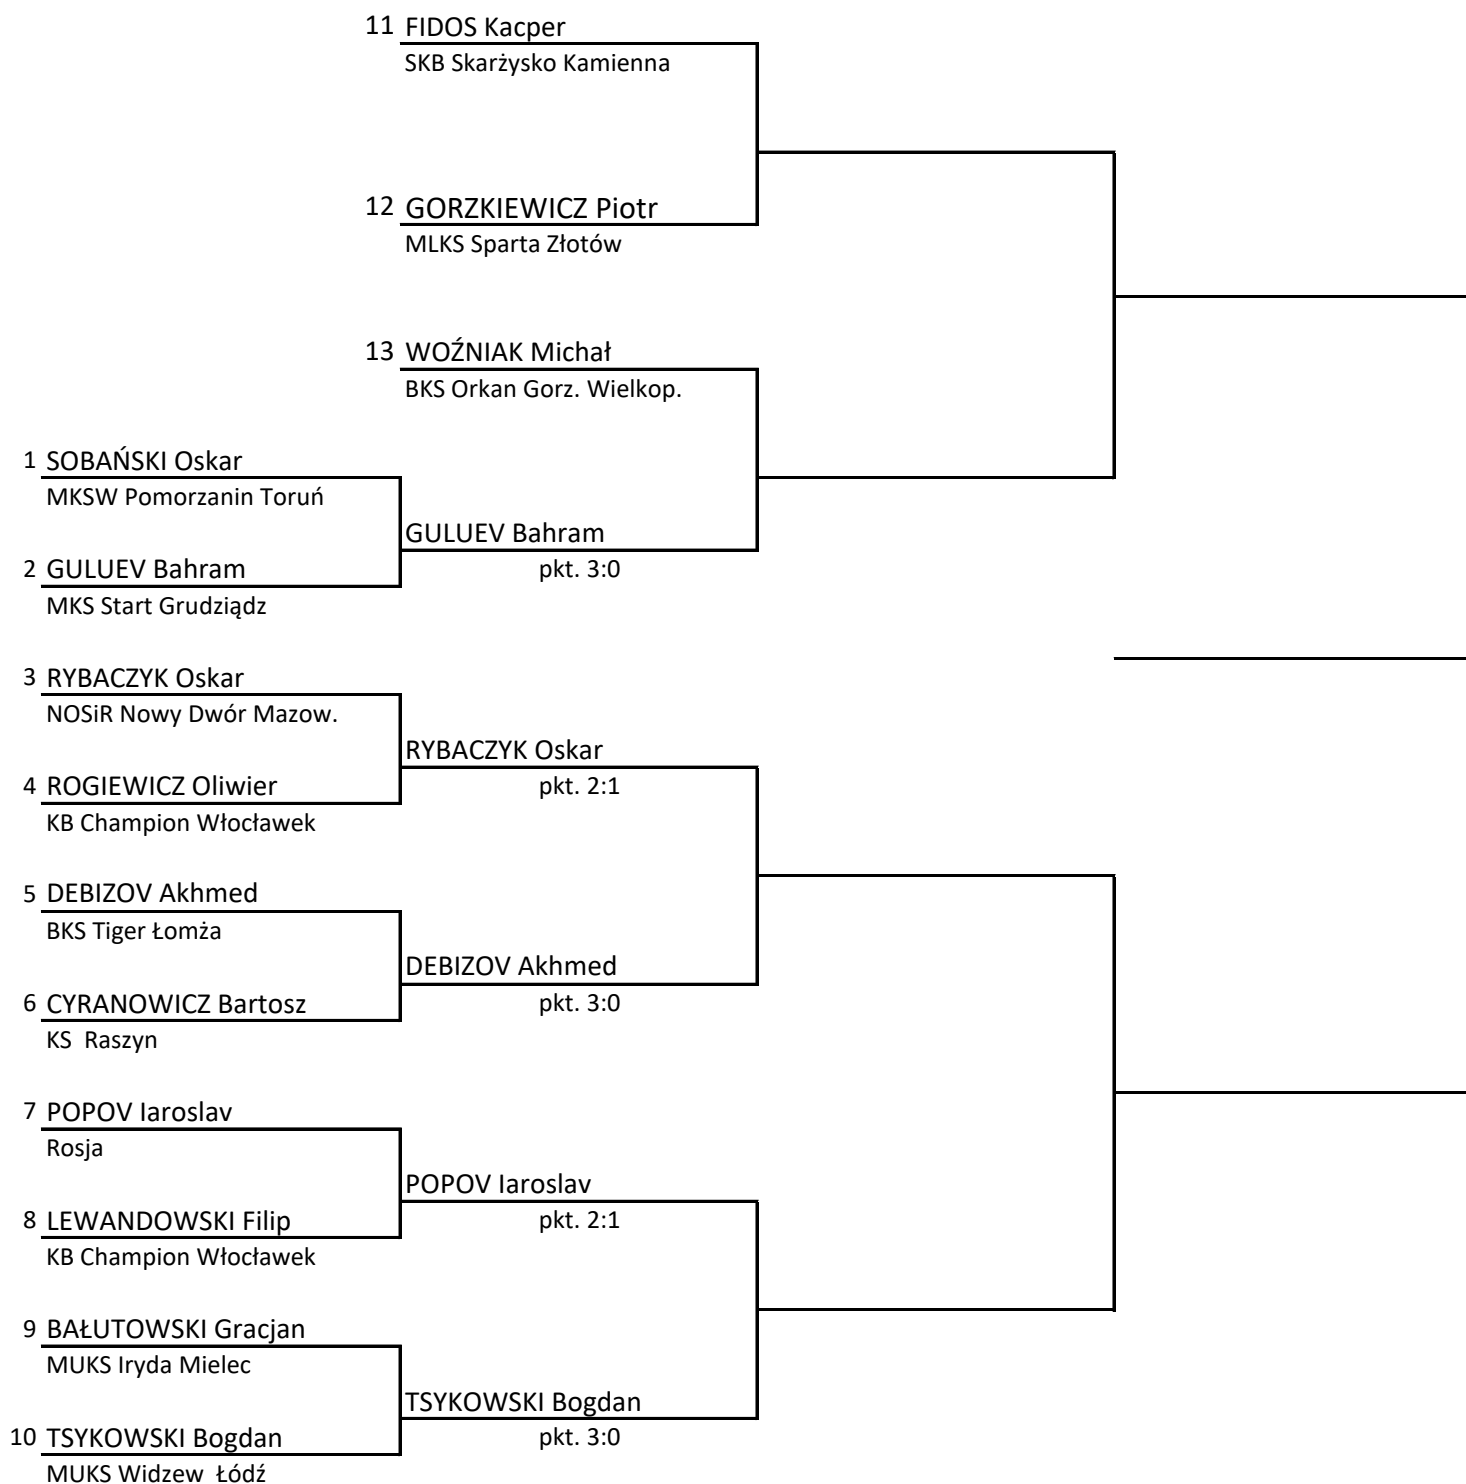 11 FIDOS Kacper
SKB Skarżysko Kamienna
12 GORZKIEWICZ Piotr
MLKS Sparta Złotów
13 WOŹNIAK Michał
BKS Orkan Gorz. Wielkop.
1 SOBAŃSKI Oskar
MKSW Pomorzanin Toruń
GULUEV Bahram
pkt. 3:0
2 GULUEV Bahram
MKS Start Grudziądz
3 RYBACZYK Oskar
NOSiR Nowy Dwór Mazow.
RYBACZYK Oskar
pkt. 2:1
4 ROGIEWICZ Oliwier
KB Champion Włocławek
5 DEBIZOV Akhmed
BKS Tiger Łomża
DEBIZOV Akhmed
pkt. 3:0
6 CYRANOWICZ Bartosz
KS  Raszyn
7 POPOV Iaroslav
Rosja
POPOV Iaroslav
pkt. 2:1
8 LEWANDOWSKI Filip
KB Champion Włocławek
9 BAŁUTOWSKI Gracjan
MUKS Iryda Mielec
TSYKOWSKI Bogdan
pkt. 3:0
10 TSYKOWSKI Bogdan
MUKS Widzew  Łódź